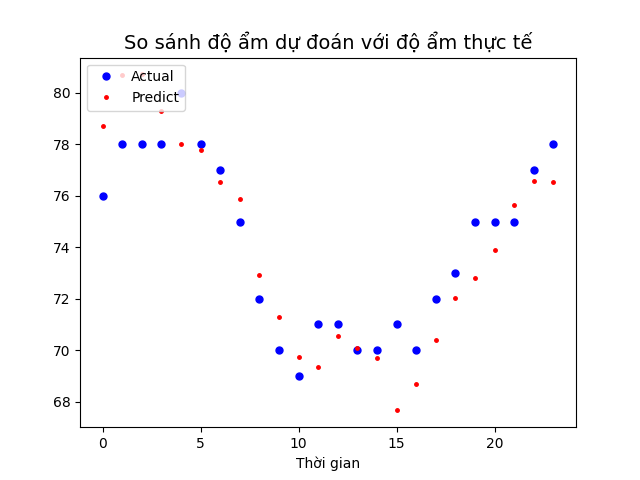 So sánh độ ẩm dự đoán với độ ẩm thực tế
Actual
Predict
80
78
76
74
72
70
68
0 5 10 15 20
Thời gian